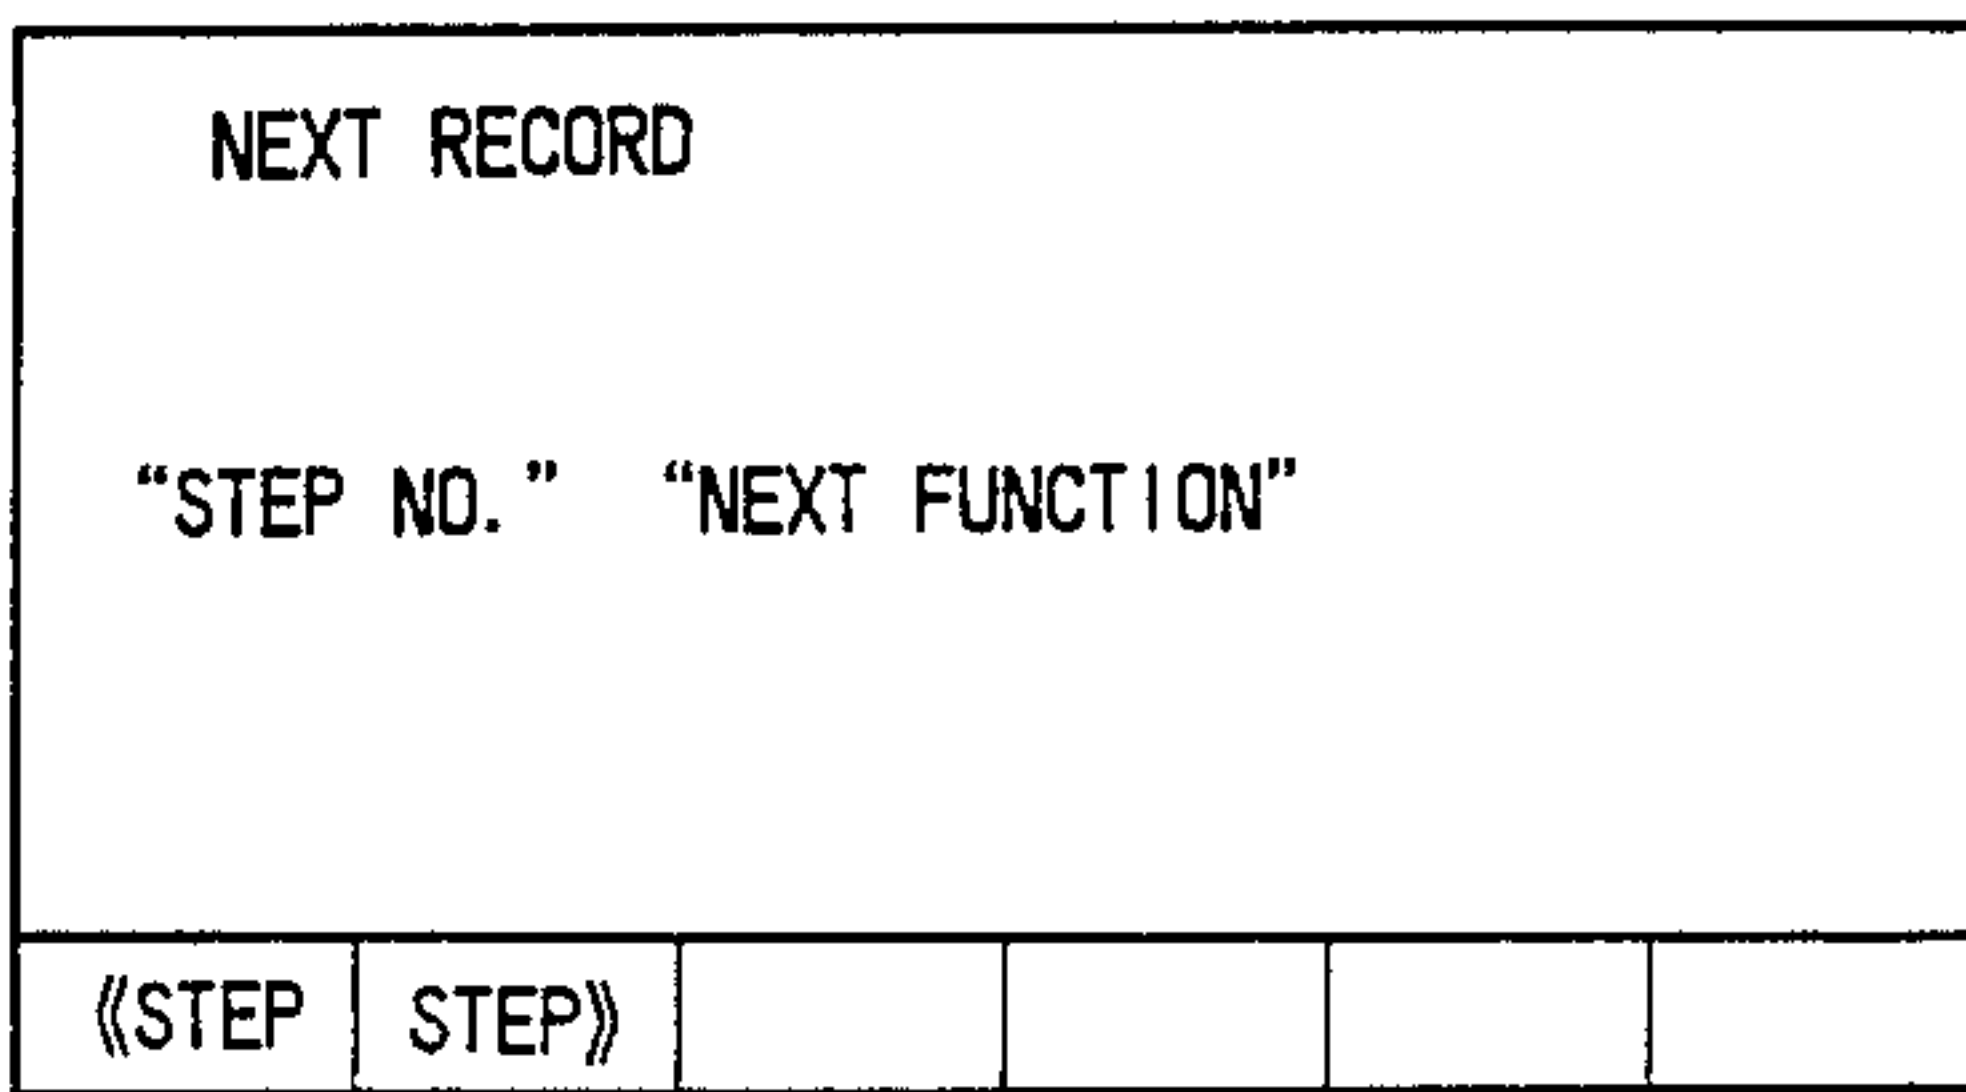 NEXT RECORD
“STEP NO.” “NEXT FUNCTION”
《STEP STEP》